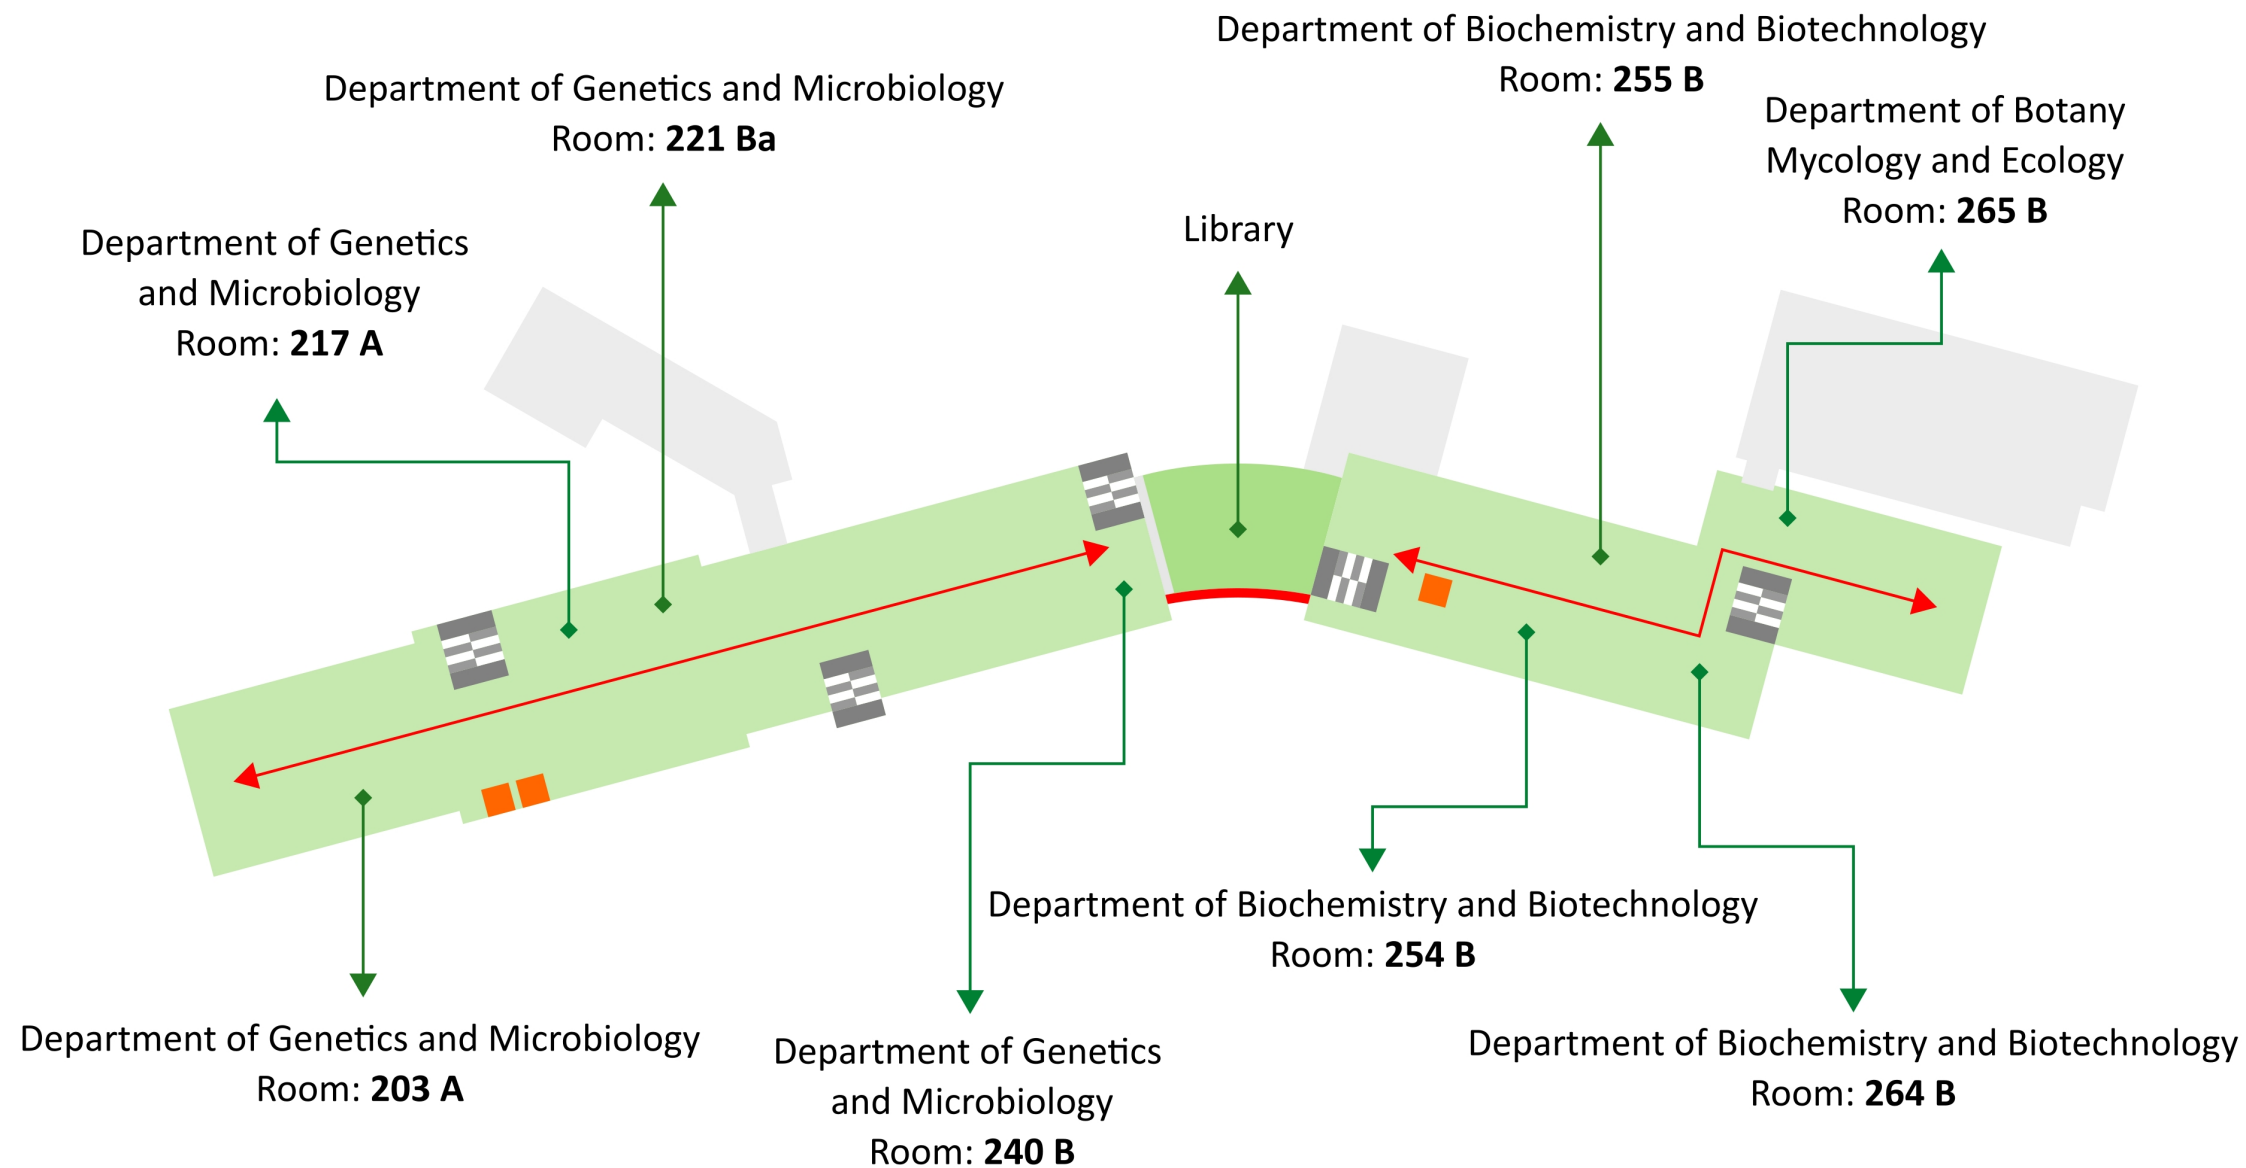 Department of Biochemistry and Biotechnology
Room: 255 B
Department of Genetics and Microbiology
Room: 221 Ba
Department of Botany
Mycology and Ecology
Room: 265 B
Library
Department of Genetics
and Microbiology
Room: 217 A
Department of Biochemistry and Biotechnology
Room: 254 B
Department of Genetics and Microbiology
Room: 203 A
Department of Genetics
and Microbiology
Room: 240 B
Department of Biochemistry and Biotechnology
Room: 264 B